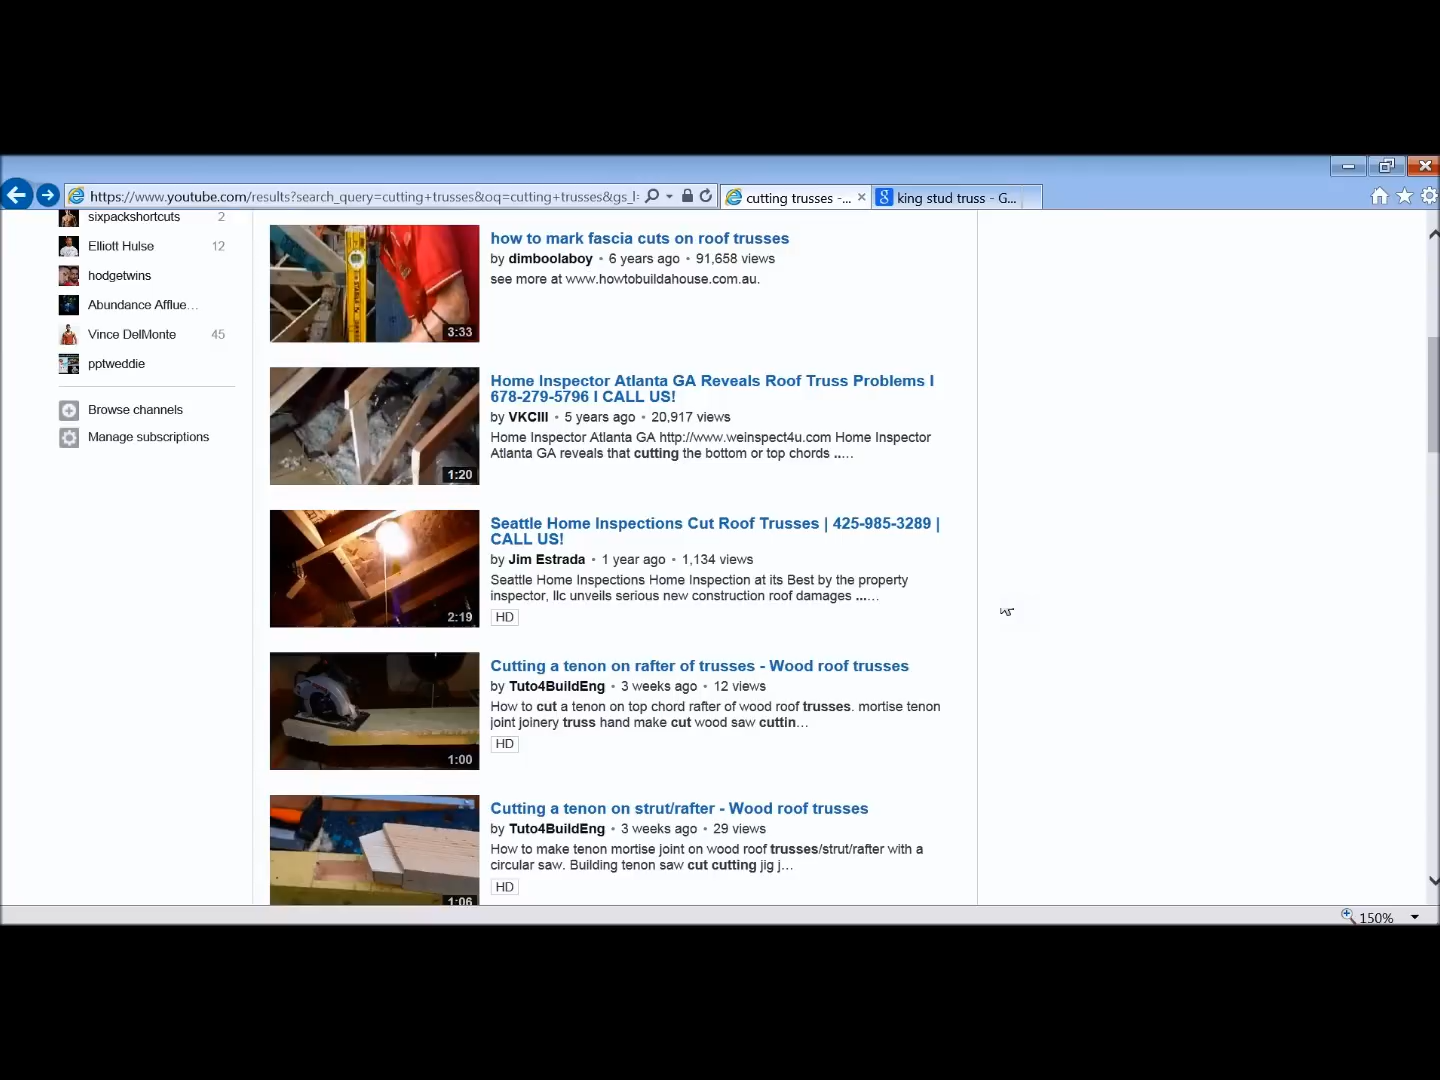 https://www.youtube.com/results?search_query=cutting+trusses&oq=cutting+trusses&gs_l=
cutting trusses -...
king stud truss - G...
sixpackshortcuts 2
Elliott Hulse 12
hodgetwins
Abundance Afflue...
Vince DelMonte 45
pptweddie
Browse channels
Manage subscriptions
3:33
how to mark fascia cuts on roof trusses
by dimboolaboy • 6 years ago • 91,658 views
see more at www.howtobuildahouse.com.au.
1:20
Home Inspector Atlanta GA Reveals Roof Truss Problems I
678-279-5796 I CALL US!
by VKCIII • 5 years ago • 20,917 views
Home Inspector Atlanta GA http://www.weinspect4u.com Home Inspector
Atlanta GA reveals that cutting the bottom or top chords .....
2:19
Seattle Home Inspections Cut Roof Trusses | 425-985-3289 |
CALL US!
by Jim Estrada • 1 year ago • 1,134 views
Seattle Home Inspections Home Inspection at its Best by the property
inspector, llc unveils serious new construction roof damages ......
HD
1:00
Cutting a tenon on rafter of trusses - Wood roof trusses
by Tuto4BuildEng • 3 weeks ago • 12 views
How to cut a tenon on top chord rafter of wood roof trusses. mortise tenon
joint joinery truss hand make cut wood saw cuttin...
HD
1:06
Cutting a tenon on strut/rafter - Wood roof trusses
by Tuto4BuildEng • 3 weeks ago • 29 views
How to make tenon mortise joint on wood roof trusses/strut/rafter with a
circular saw. Building tenon saw cut cutting jig j...
HD
150%